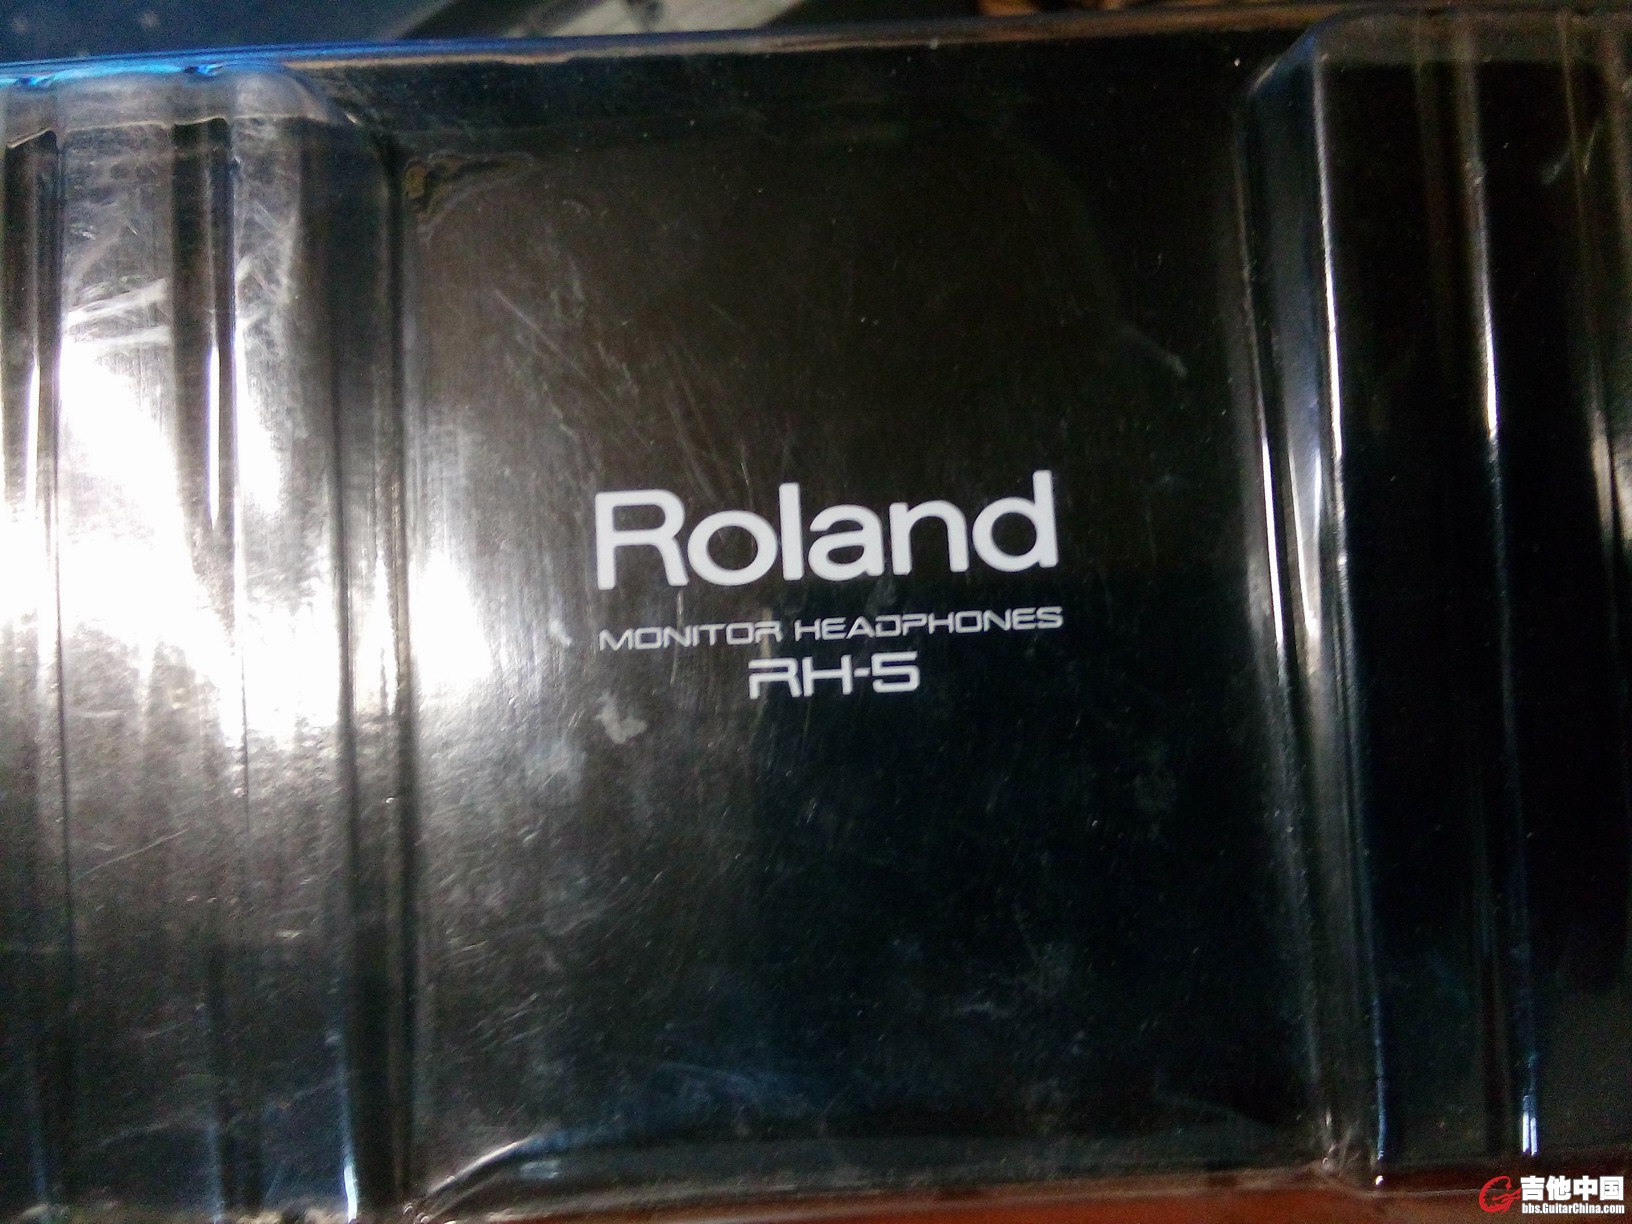 Roland
MONITOR HEADPHONES
RH-5
吉他中国
bbs.GuitarChina.com